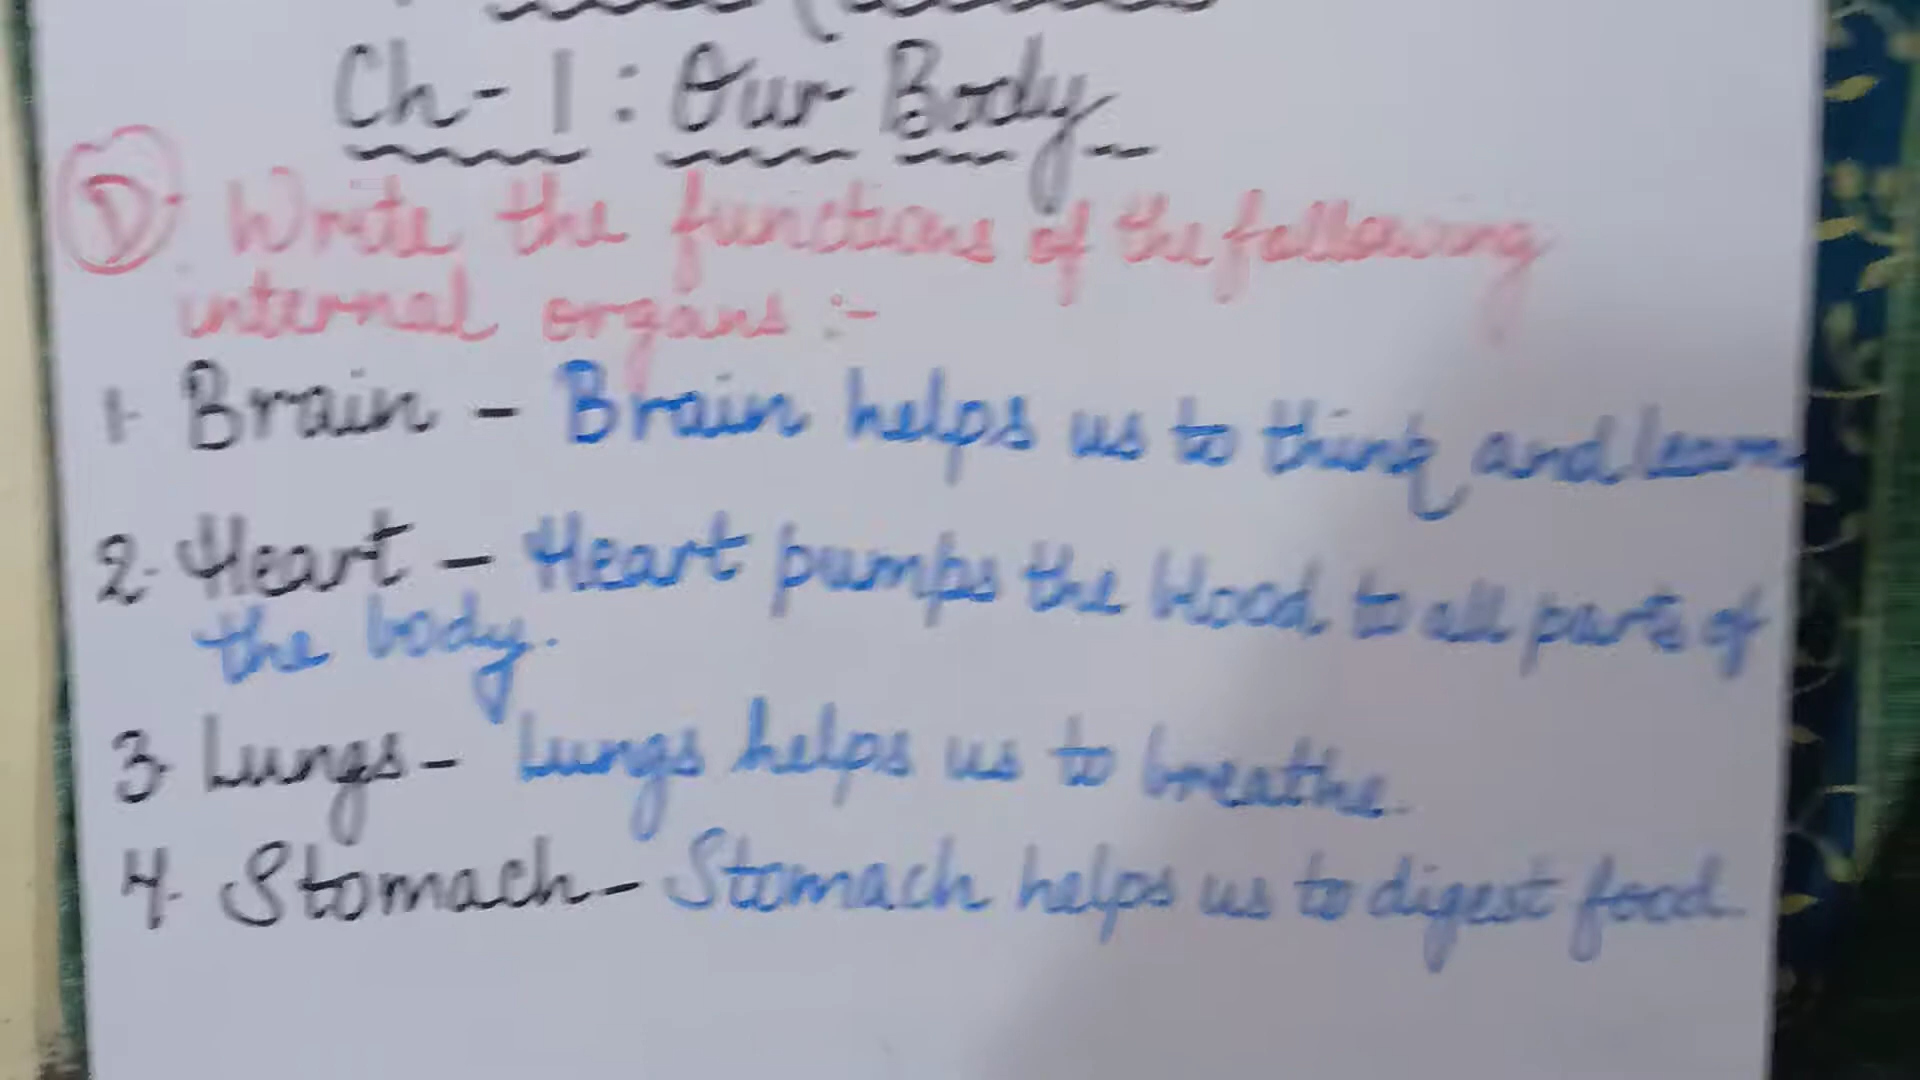 Ch-1: Our Body
D. Write the functions of the following
internal organs :-
1. Brain - Brain helps us to think and learn
2. Heart - Heart pumps the blood to all parts of
the body.
3. Lungs - Lungs helps us to breathe.
4. Stomach - Stomach helps us to digest food.